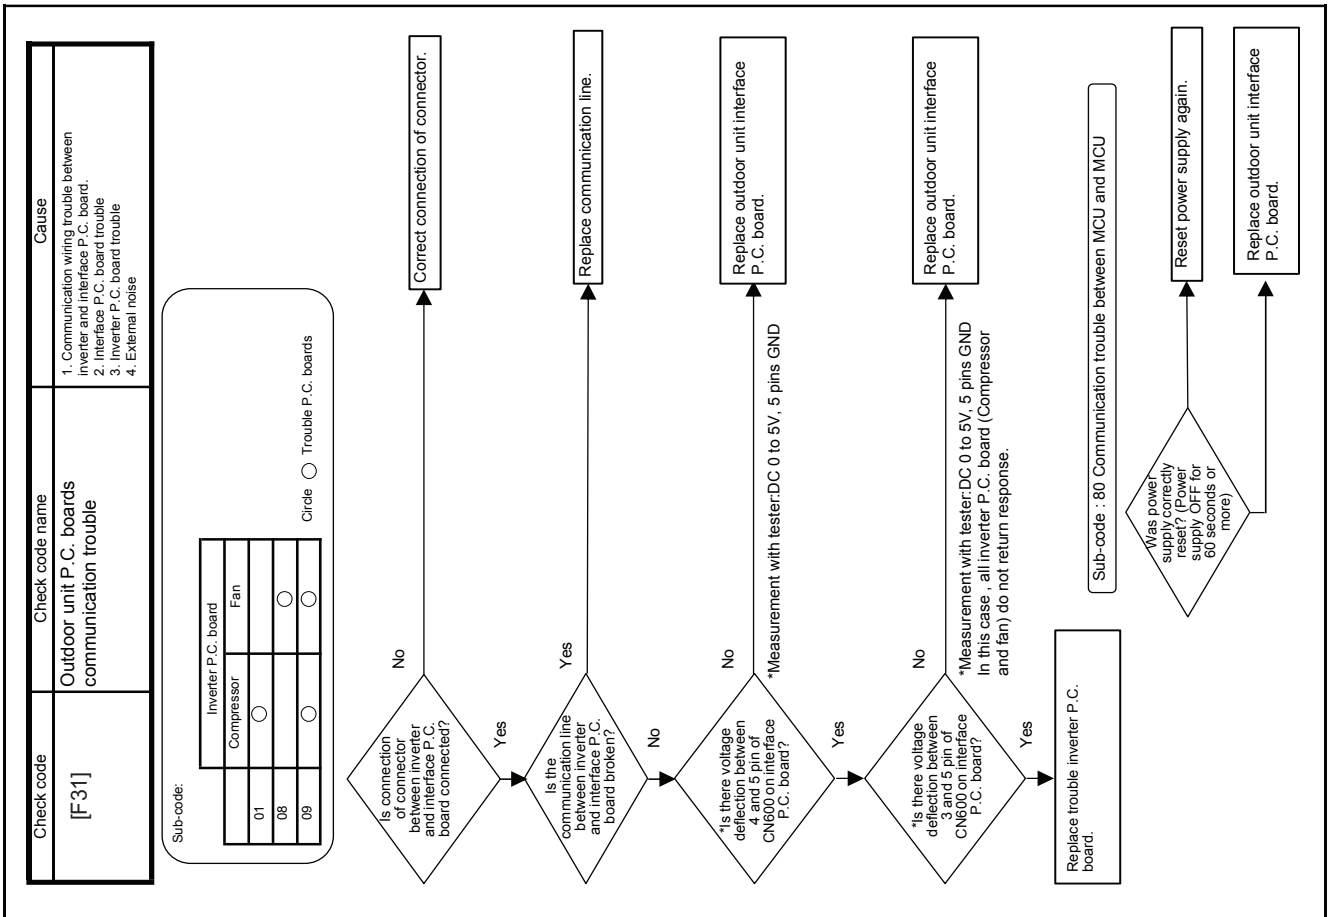 Check code
Check code name
Cause
[F31]
Outdoor unit P.C. boards
communication trouble
1. Communication wiring trouble between
inverter and interface P.C. board.
2. Interface P.C. board trouble
3. Inverter P.C. board trouble
4. External noise
Sub-code:
Inverter P.C. board
Compressor
Fan
01
08
09
Circle ○ Trouble P.C. boards
Is connection
of connector
between inverter
and interface P.C.
board connected?
No
Correct connection of connector.
Yes
Is the
communication line
between inverter
and interface P.C.
board broken?
Yes
Replace communication line.
No
*Is there voltage
deflection between
4 and 5 pin of
CN600 on interface
P.C. board?
No
*Measurement with tester:DC 0 to 5V, 5 pins GND
Replace outdoor unit interface
P.C. board.
Yes
*Is there voltage
deflection between
3 and 5 pin of
CN600 on interface
P.C. board?
No
*Measurement with tester:DC 0 to 5V, 5 pins GND
In this case , all inverter P.C. board (Compressor
and fan) do not return response.
Replace outdoor unit interface
P.C. board.
Yes
Replace trouble inverter P.C.
board.
Sub-code : 80 Communication trouble between MCU and MCU
Was power
supply correctly
reset? (Power
supply OFF for
60 seconds or
more)
Reset power supply again.
Replace outdoor unit interface
P.C. board.